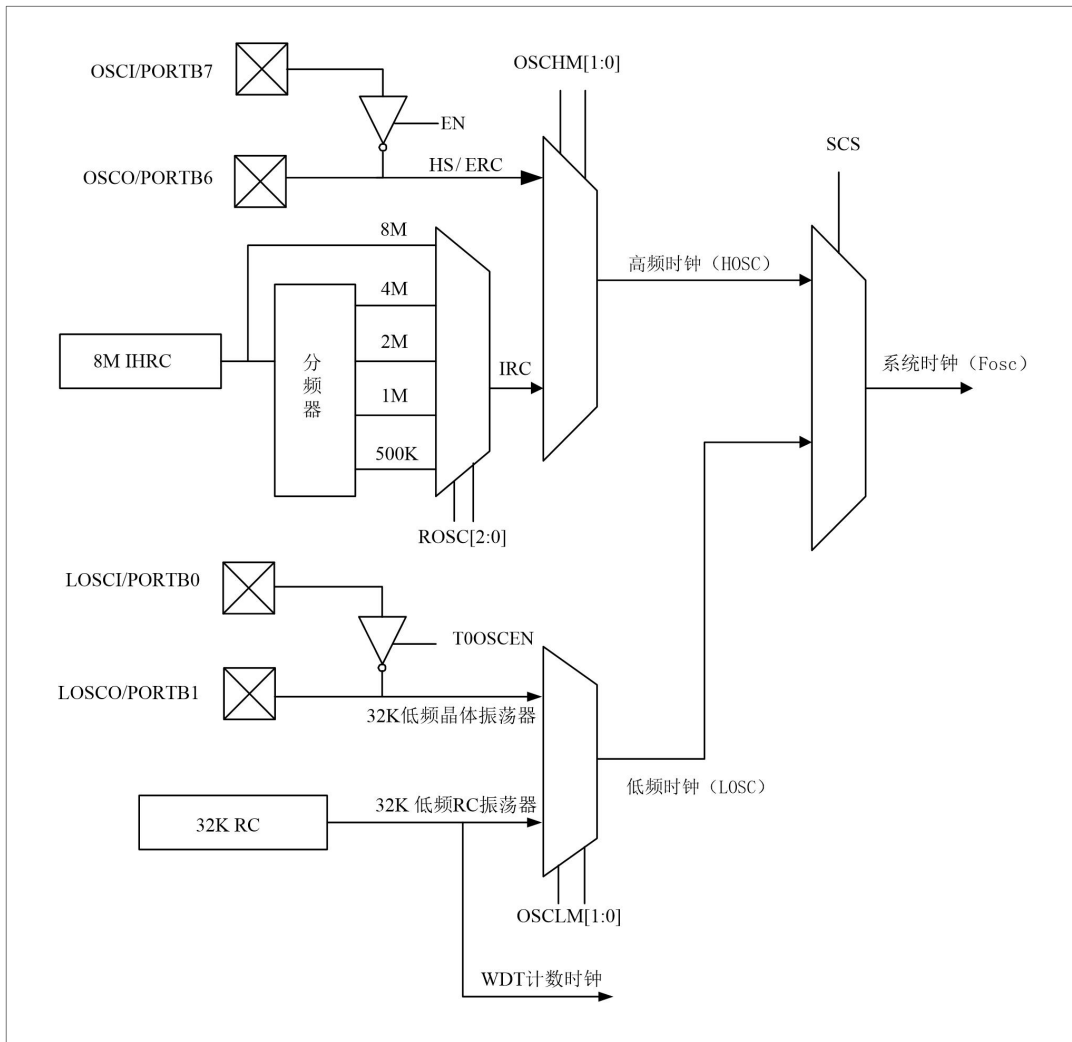 OSCHM[1:0]
OSCI/PORTB7
EN
SCS
OSCO/PORTB6
HS/ ERC
8M
高频时钟（HOSC）
4M
8M IHRC
分
频
器
2M
IRC
系统时钟（Fosc）
1M
500K
ROSC[2:0]
LOSCI/PORTB0
T0OSCEN
LOSCO/PORTB1
32K低频晶体振荡器
低频时钟（LOSC）
32K 低频RC振荡器
32K RC
OSCLM[1:0]
WDT计数时钟